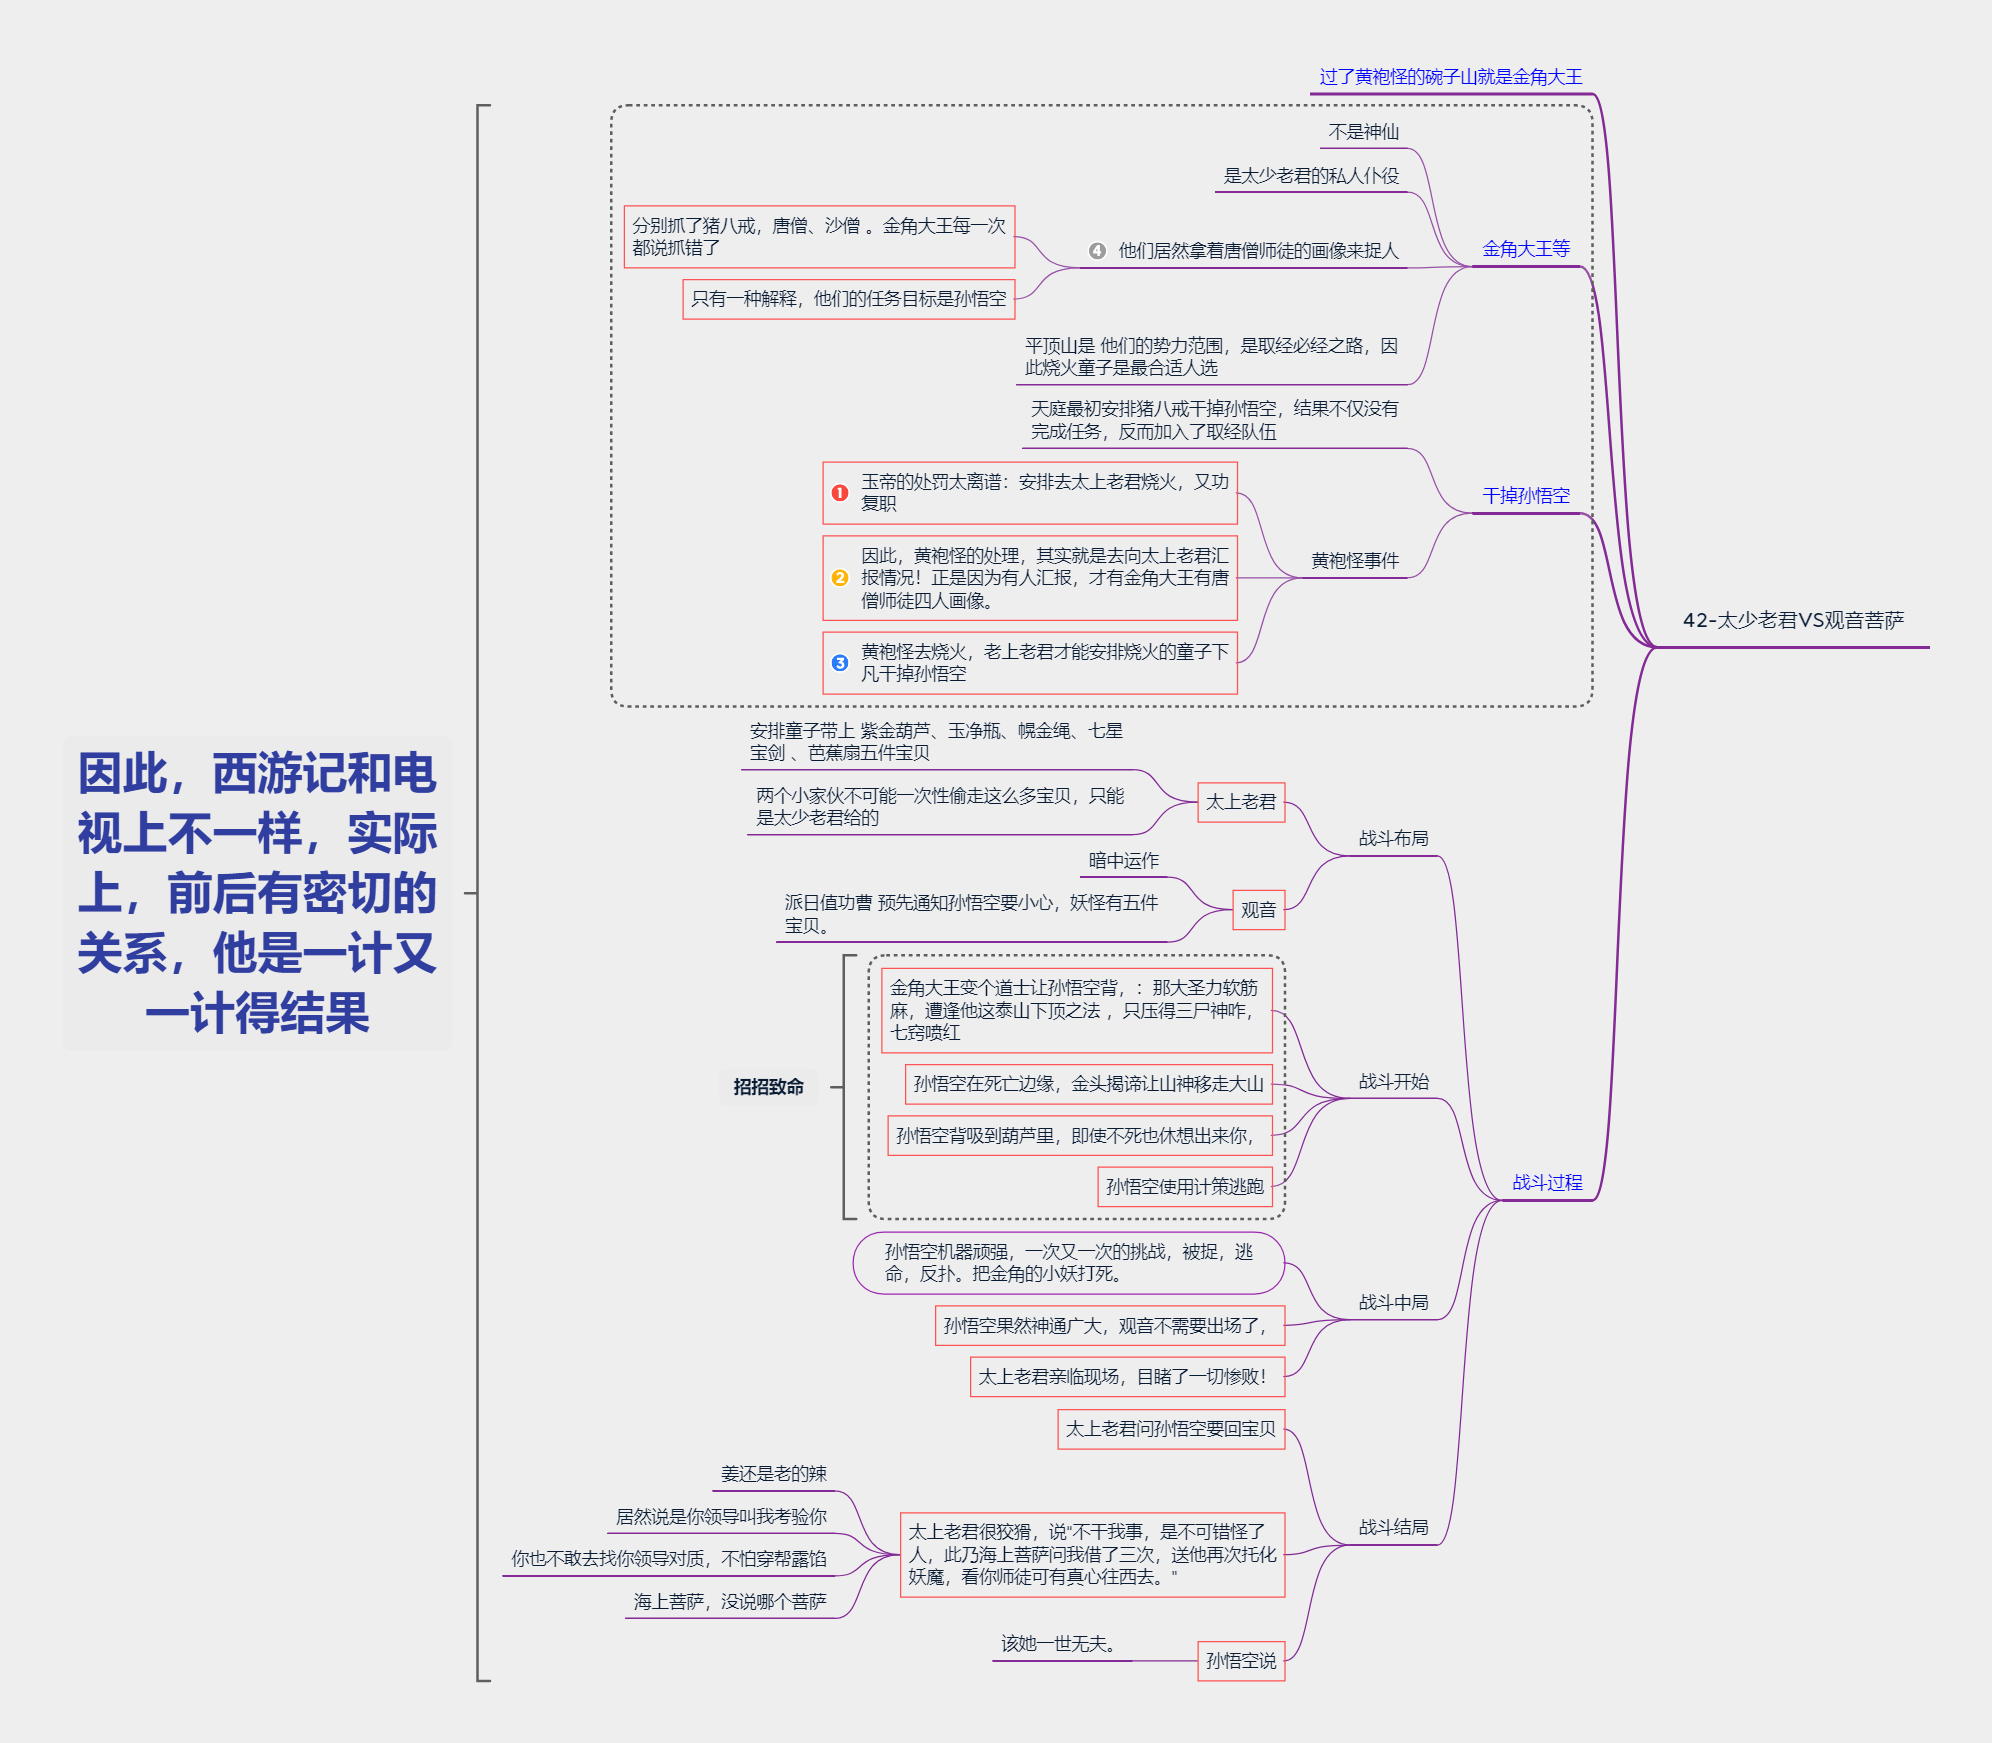 42-太少老君VS观音菩萨
过了黄袍怪的碗子山就是金角大王
金角大王等
不是神仙
是太少老君的私人仆役
4 他们居然拿着唐僧师徒的画像来捉人
分别抓了猪八戒，唐僧、沙僧 。金角大王每一次
都说抓错了
只有一种解释，他们的任务目标是孙悟空
平顶山是 他们的势力范围，是取经必经之路，因
此烧火童子是最合适人选
干掉孙悟空
天庭最初安排猪八戒干掉孙悟空，结果不仅没有
完成任务，反而加入了取经队伍
黄袍怪事件
1 玉帝的处罚太离谱：安排去太上老君烧火，又功
复职
2 因此，黄袍怪的处理，其实就是去向太上老君汇
报情况！正是因为有人汇报，才有金角大王有唐
僧师徒四人画像。
3 黄袍怪去烧火，老上老君才能安排烧火的童子下
凡干掉孙悟空
战斗过程
战斗布局
太上老君
安排童子带上 紫金葫芦、玉净瓶、幌金绳、七星
宝剑 、芭蕉扇五件宝贝
两个小家伙不可能一次性偷走这么多宝贝，只能
是太少老君给的
观音
暗中运作
派日值功曹 预先通知孙悟空要小心，妖怪有五件
宝贝。
战斗开始
金角大王变个道士让孙悟空背，：那大圣力软筋
麻，遭逢他这泰山下顶之法 ，只压得三尸神咋，
七窍喷红
孙悟空在死亡边缘，金头揭谛让山神移走大山
孙悟空背吸到葫芦里，即使不死也休想出来你，
孙悟空使用计策逃跑
招招致命
战斗中局
孙悟空机器顽强，一次又一次的挑战，被捉，逃
命，反扑。把金角的小妖打死。
孙悟空果然神通广大，观音不需要出场了，
太上老君亲临现场，目睹了一切惨败！
战斗结局
太上老君问孙悟空要回宝贝
太上老君很狡猾，说"不干我事，是不可错怪了
人，此乃海上菩萨问我借了三次，送他再次托化
妖魔，看你师徒可有真心往西去。"
姜还是老的辣
居然说是你领导叫我考验你
你也不敢去找你领导对质，不怕穿帮露馅
海上菩萨，没说哪个菩萨
孙悟空说
该她一世无夫。
因此，西游记和电
视上不一样，实际
上，前后有密切的
关系，他是一计又
一计得结果